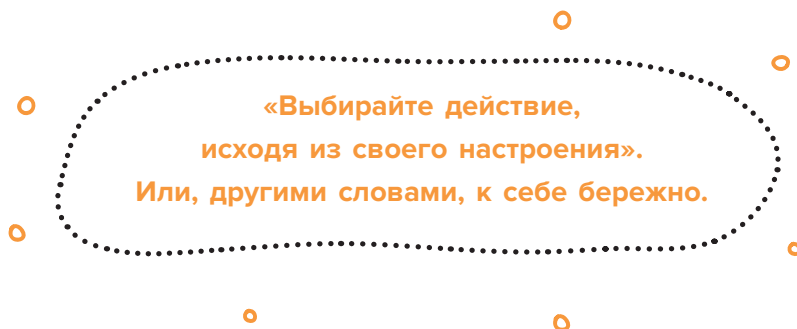 «Выбирайте действие,
исходя из своего настроения».
Или, другими словами, к себе бережно.